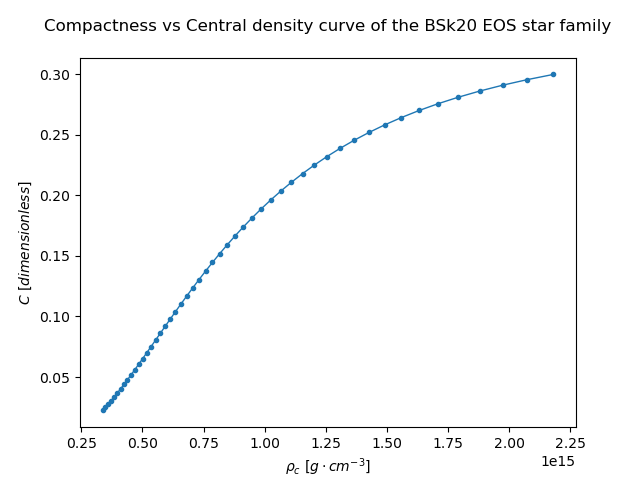 Compactness vs Central density curve of the BSk20 EOS star family
0.30
0.25
0.20
0.15
0.10
0.05
C [dimensionless]
0.25 0.50 0.75 1.00 1.25 1.50 1.75 2.00 2.25
1e15
ρ_c [g · cm⁻³]